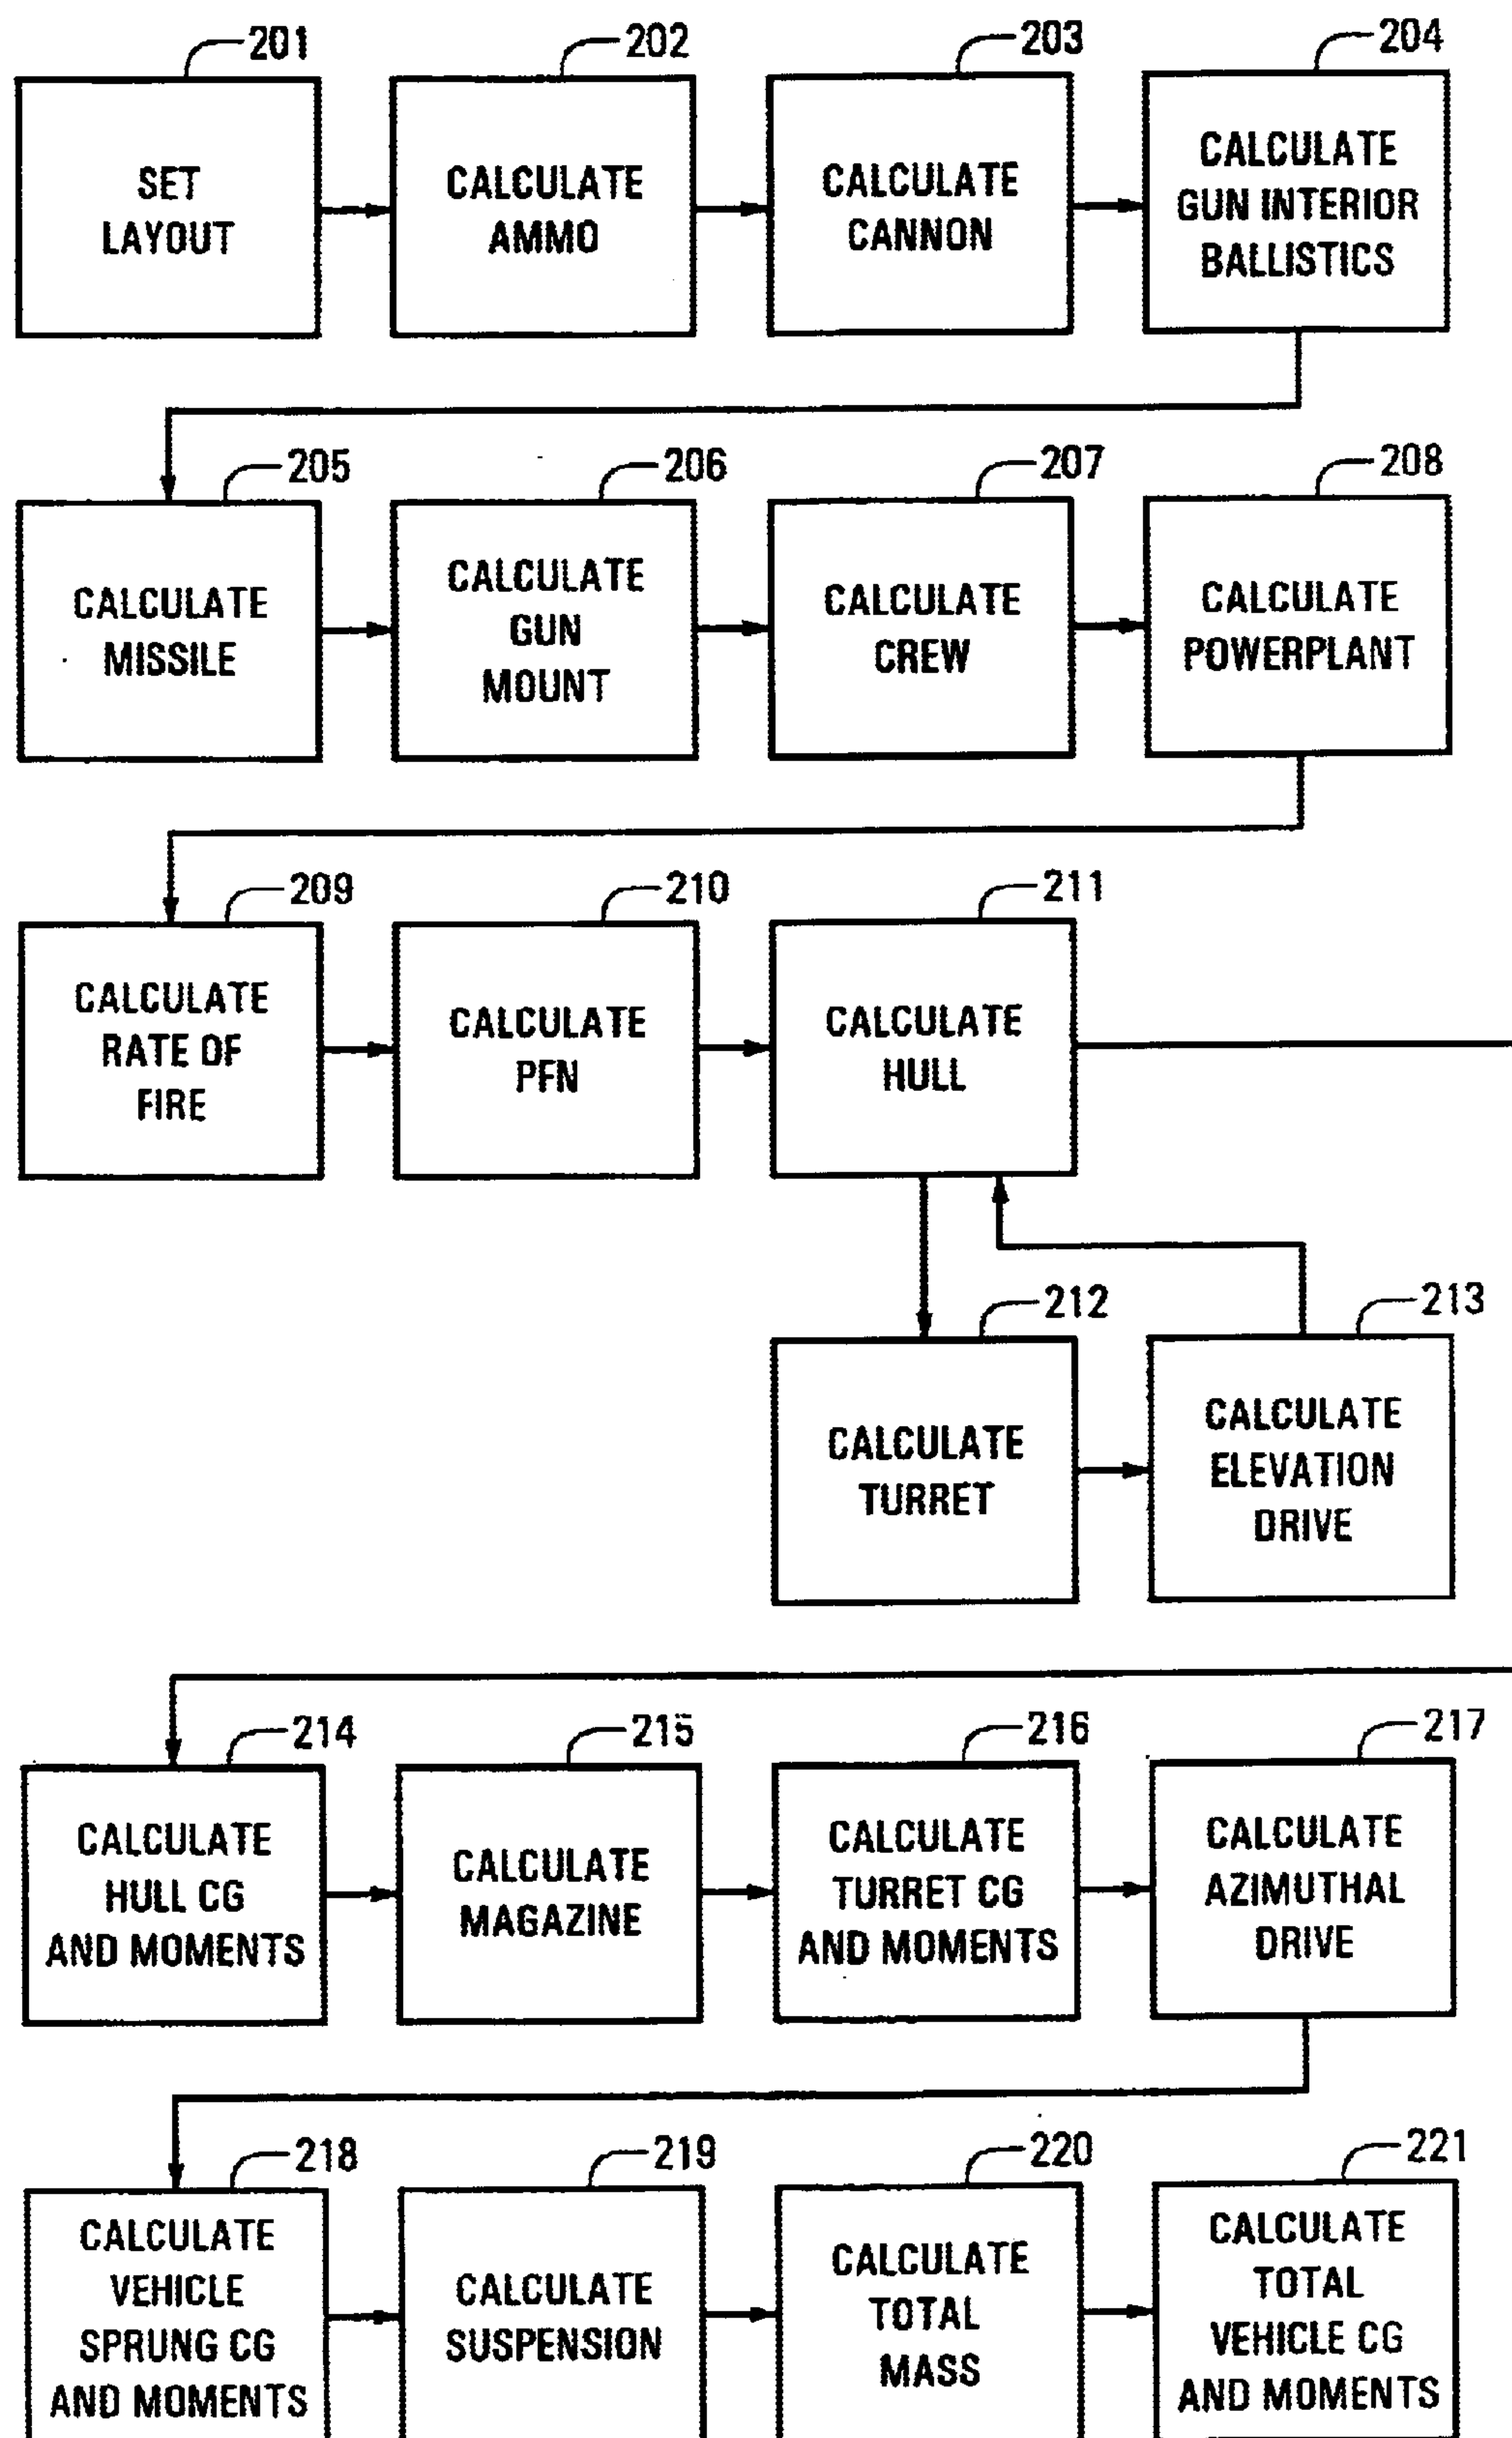 201
SET
LAYOUT
202
CALCULATE
AMMO
203
CALCULATE
CANNON
204
CALCULATE
GUN INTERIOR
BALLISTICS
205
CALCULATE
MISSILE
206
CALCULATE
GUN
MOUNT
207
CALCULATE
CREW
208
CALCULATE
POWERPLANT
209
CALCULATE
RATE OF
FIRE
210
CALCULATE
PFN
211
CALCULATE
HULL
212
CALCULATE
TURRET
213
CALCULATE
ELEVATION
DRIVE
214
CALCULATE
HULL CG
AND MOMENTS
215
CALCULATE
MAGAZINE
216
CALCULATE
TURRET CG
AND MOMENTS
217
CALCULATE
AZIMUTHAL
DRIVE
218
CALCULATE
VEHICLE
SPRUNG CG
AND MOMENTS
219
CALCULATE
SUSPENSION
220
CALCULATE
TOTAL
MASS
221
CALCULATE
TOTAL
VEHICLE CG
AND MOMENTS